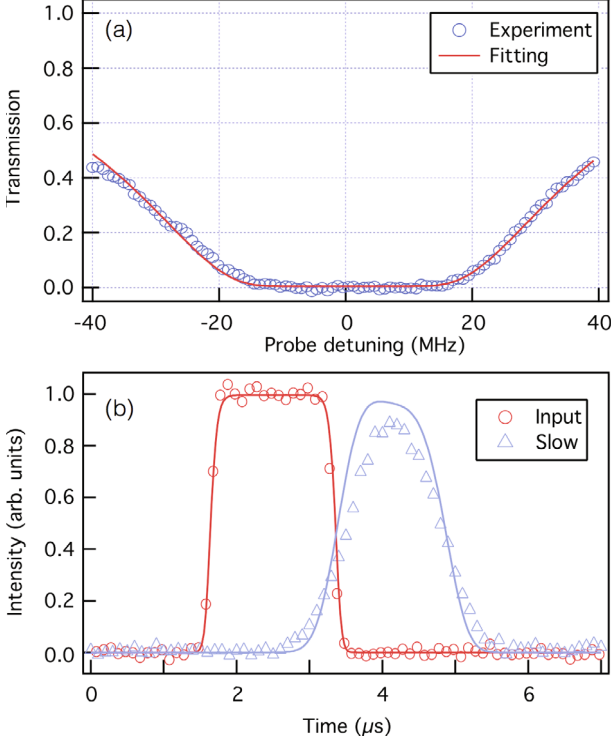 (a)
Experiment
Fitting
Transmission
1.0
0.8
0.6
0.4
0.2
0.0
-40
-20
0
20
40
Probe detuning (MHz)
(b)
Input
Slow
Intensity (arb. units)
1.0
0.8
0.6
0.4
0.2
0.0
0
2
4
6
Time (μs)